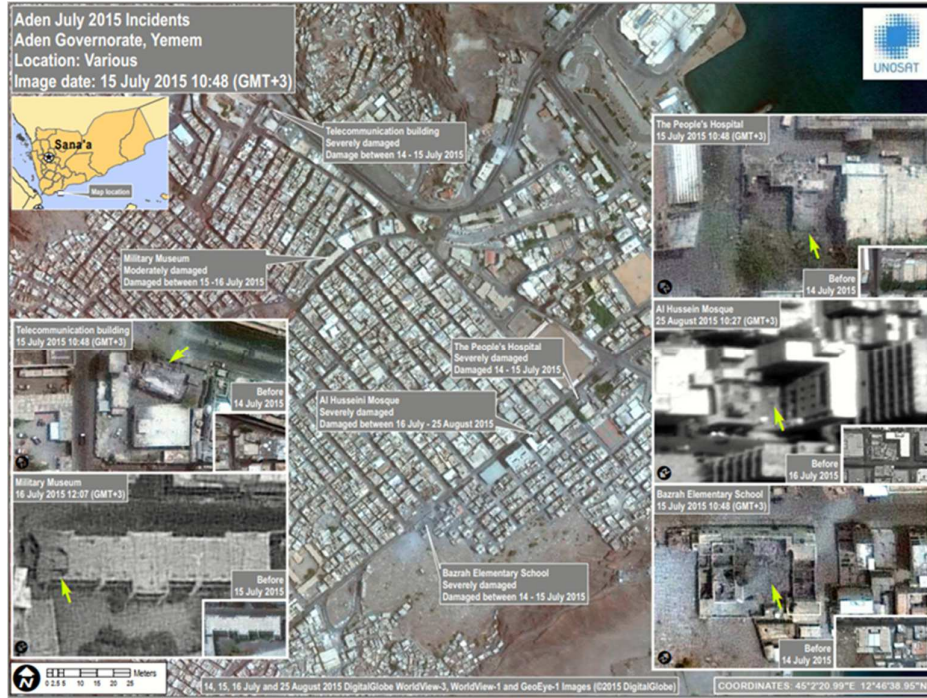 Aden July 2015 Incidents
Aden Governorate, Yemem
Location: Various
Image date: 15 July 2015 10:48 (GMT+3)
UNOSAT
Sana'a
Map location
Telecommunication building
Severely damaged
Damage between 14 - 15 July 2015
The People's Hospital
15 July 2015 10:48 (GMT+3)
Before
14 July 2015
Military Museum
Moderately damaged
Damaged between 15 -16 July 2015
Al Hussein Mosque
25 August 2015 10:27 (GMT+3)
Before
16 July 2015
Telecommunication building
15 July 2015 10:48 (GMT+3)
Before
14 July 2015
The People's Hospital
Severely damaged
Damaged 14 - 15 July 2015
Al Husseini Mosque
Severely damaged
Damaged between 16 July - 25 August 2015
Military Museum
16 July 2015 12:07 (GMT+3)
Before
15 July 2015
Bazrah Elementary School
15 July 2015 10:48 (GMT+3)
Before
14 July 2015
Bazrah Elementary School
Severely damaged
Damaged between 14 - 15 July 2015
N
0 2.5 5 10 15 20 25 Meters
14, 15, 16 July and 25 August 2015 DigitalGlobe WorldView-3, WorldView-1 and GeoEye-1 Images (©2015 DigitalGlobe)
COORDINATES: 45°2'20.99"E 12°46'38.95"N